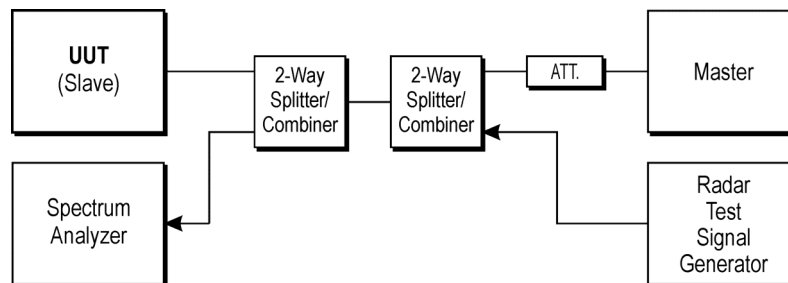 UUT
(Slave)
2-Way
Splitter/
Combiner
2-Way
Splitter/
Combiner
ATT.
Master
Spectrum
Analyzer
Radar
Test
Signal
Generator